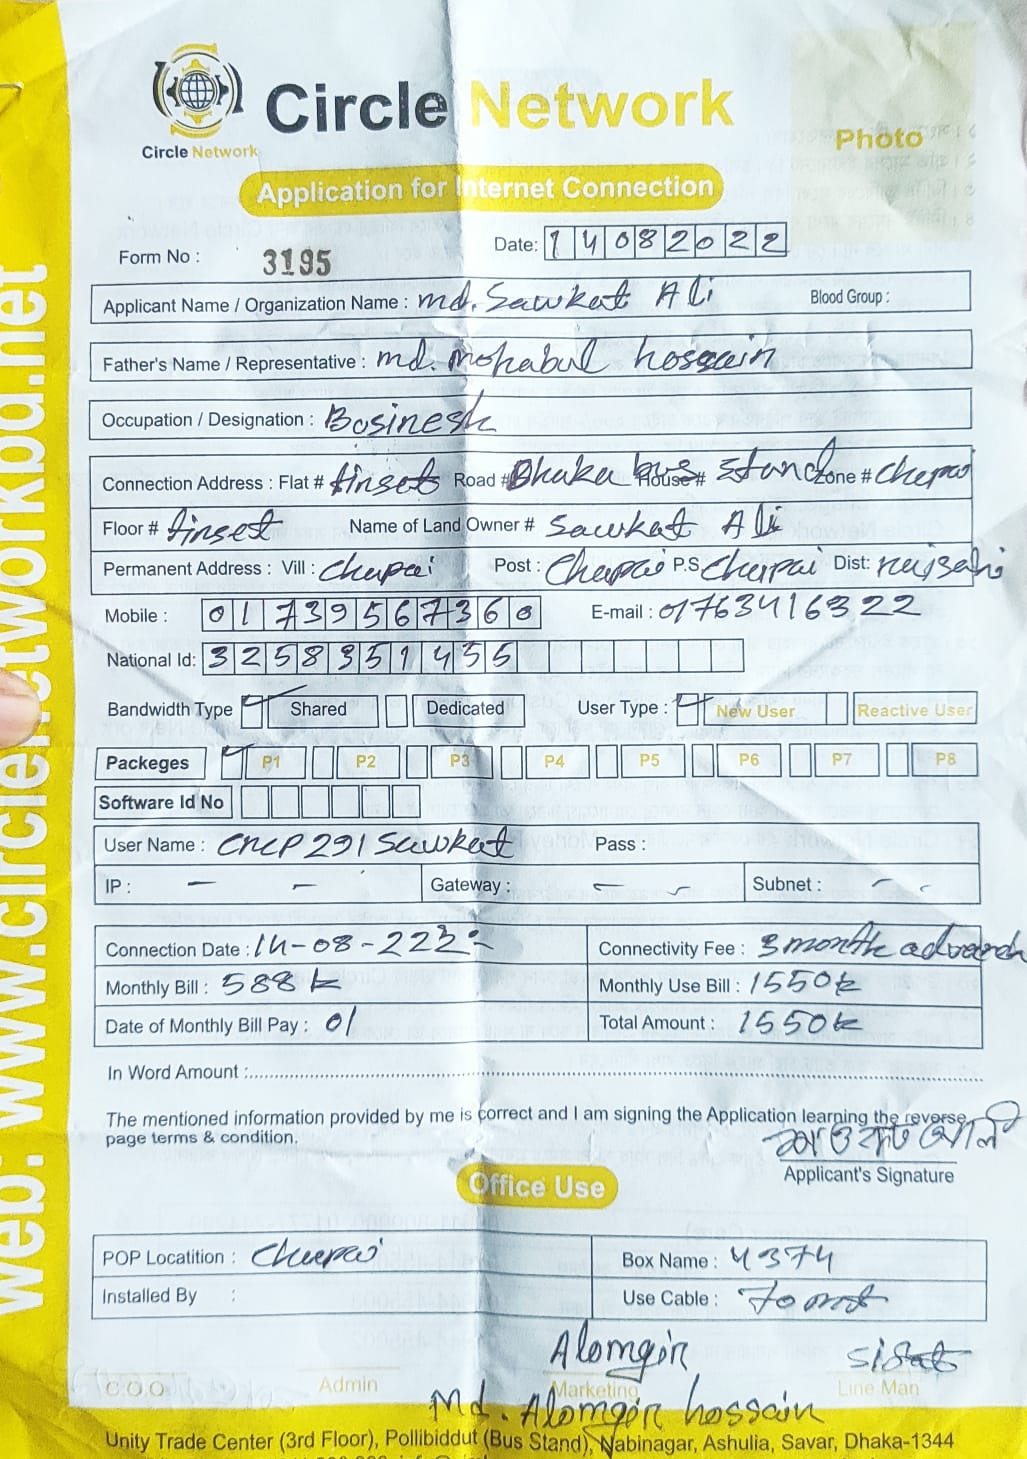 Circle Network
Circle Network
Photo
Application for Internet Connection
Form No : 3195
Date: 14082022
Applicant Name / Organization Name : md. Sawkat Ali Blood Group :
Father's Name / Representative : md. mohabul hossain
Occupation / Designation : Bosinesh
Connection Address : Flat # tinset Road # Dhaka bus House# stand Zone # Chapai
Floor # tinset Name of Land Owner # Sawkat Ali
Permanent Address : Vill : Chapai Post : Chapai P.S Chapai Dist: rajsahi
Mobile : 01739567360 E-mail : 01763416322
National Id: 3258351455
Bandwidth Type Shared Dedicated User Type : New User Reactive User
Packeges P1 P2 P3 P4 P5 P6 P7 P8
Software Id No
User Name : CNCP291Sawkat Pass :
IP : Gateway : Subnet :
Connection Date : 14-08- Connectivity Fee : 3 month
Monthly Bill : 588 Monthly Use Bill : 1550
Date of Monthly Bill Pay : 01 Total Amount : 1550
In Word Amount :
The mentioned information provided by me is correct and I am signing the Application learning the reverse
page terms & condition.
Applicant's Signature
Office Use
POP Locatition : Chapai Box Name : 4374
Installed By : Use Cable :
Alomgir
C.O.O Admin Marketing Line Man
Md. Alomgir hossain
Unity Trade Center (3rd Floor), Pollibiddut (Bus Stand), Nabinagar, Ashulia, Savar, Dhaka-1344
web: www.circlenetworkbd.net